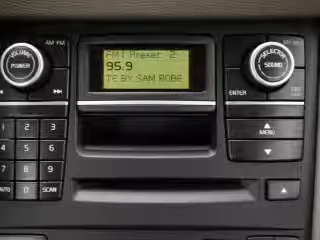 AM FM
VOLUME
POWER
FM1 Preset 2
95.9
TE BY SAM ROBE
SELECTOR
SOUND
ENTER
MENU
1 2 3
4 5 6
7 8 9
AUTO 0 SCAN